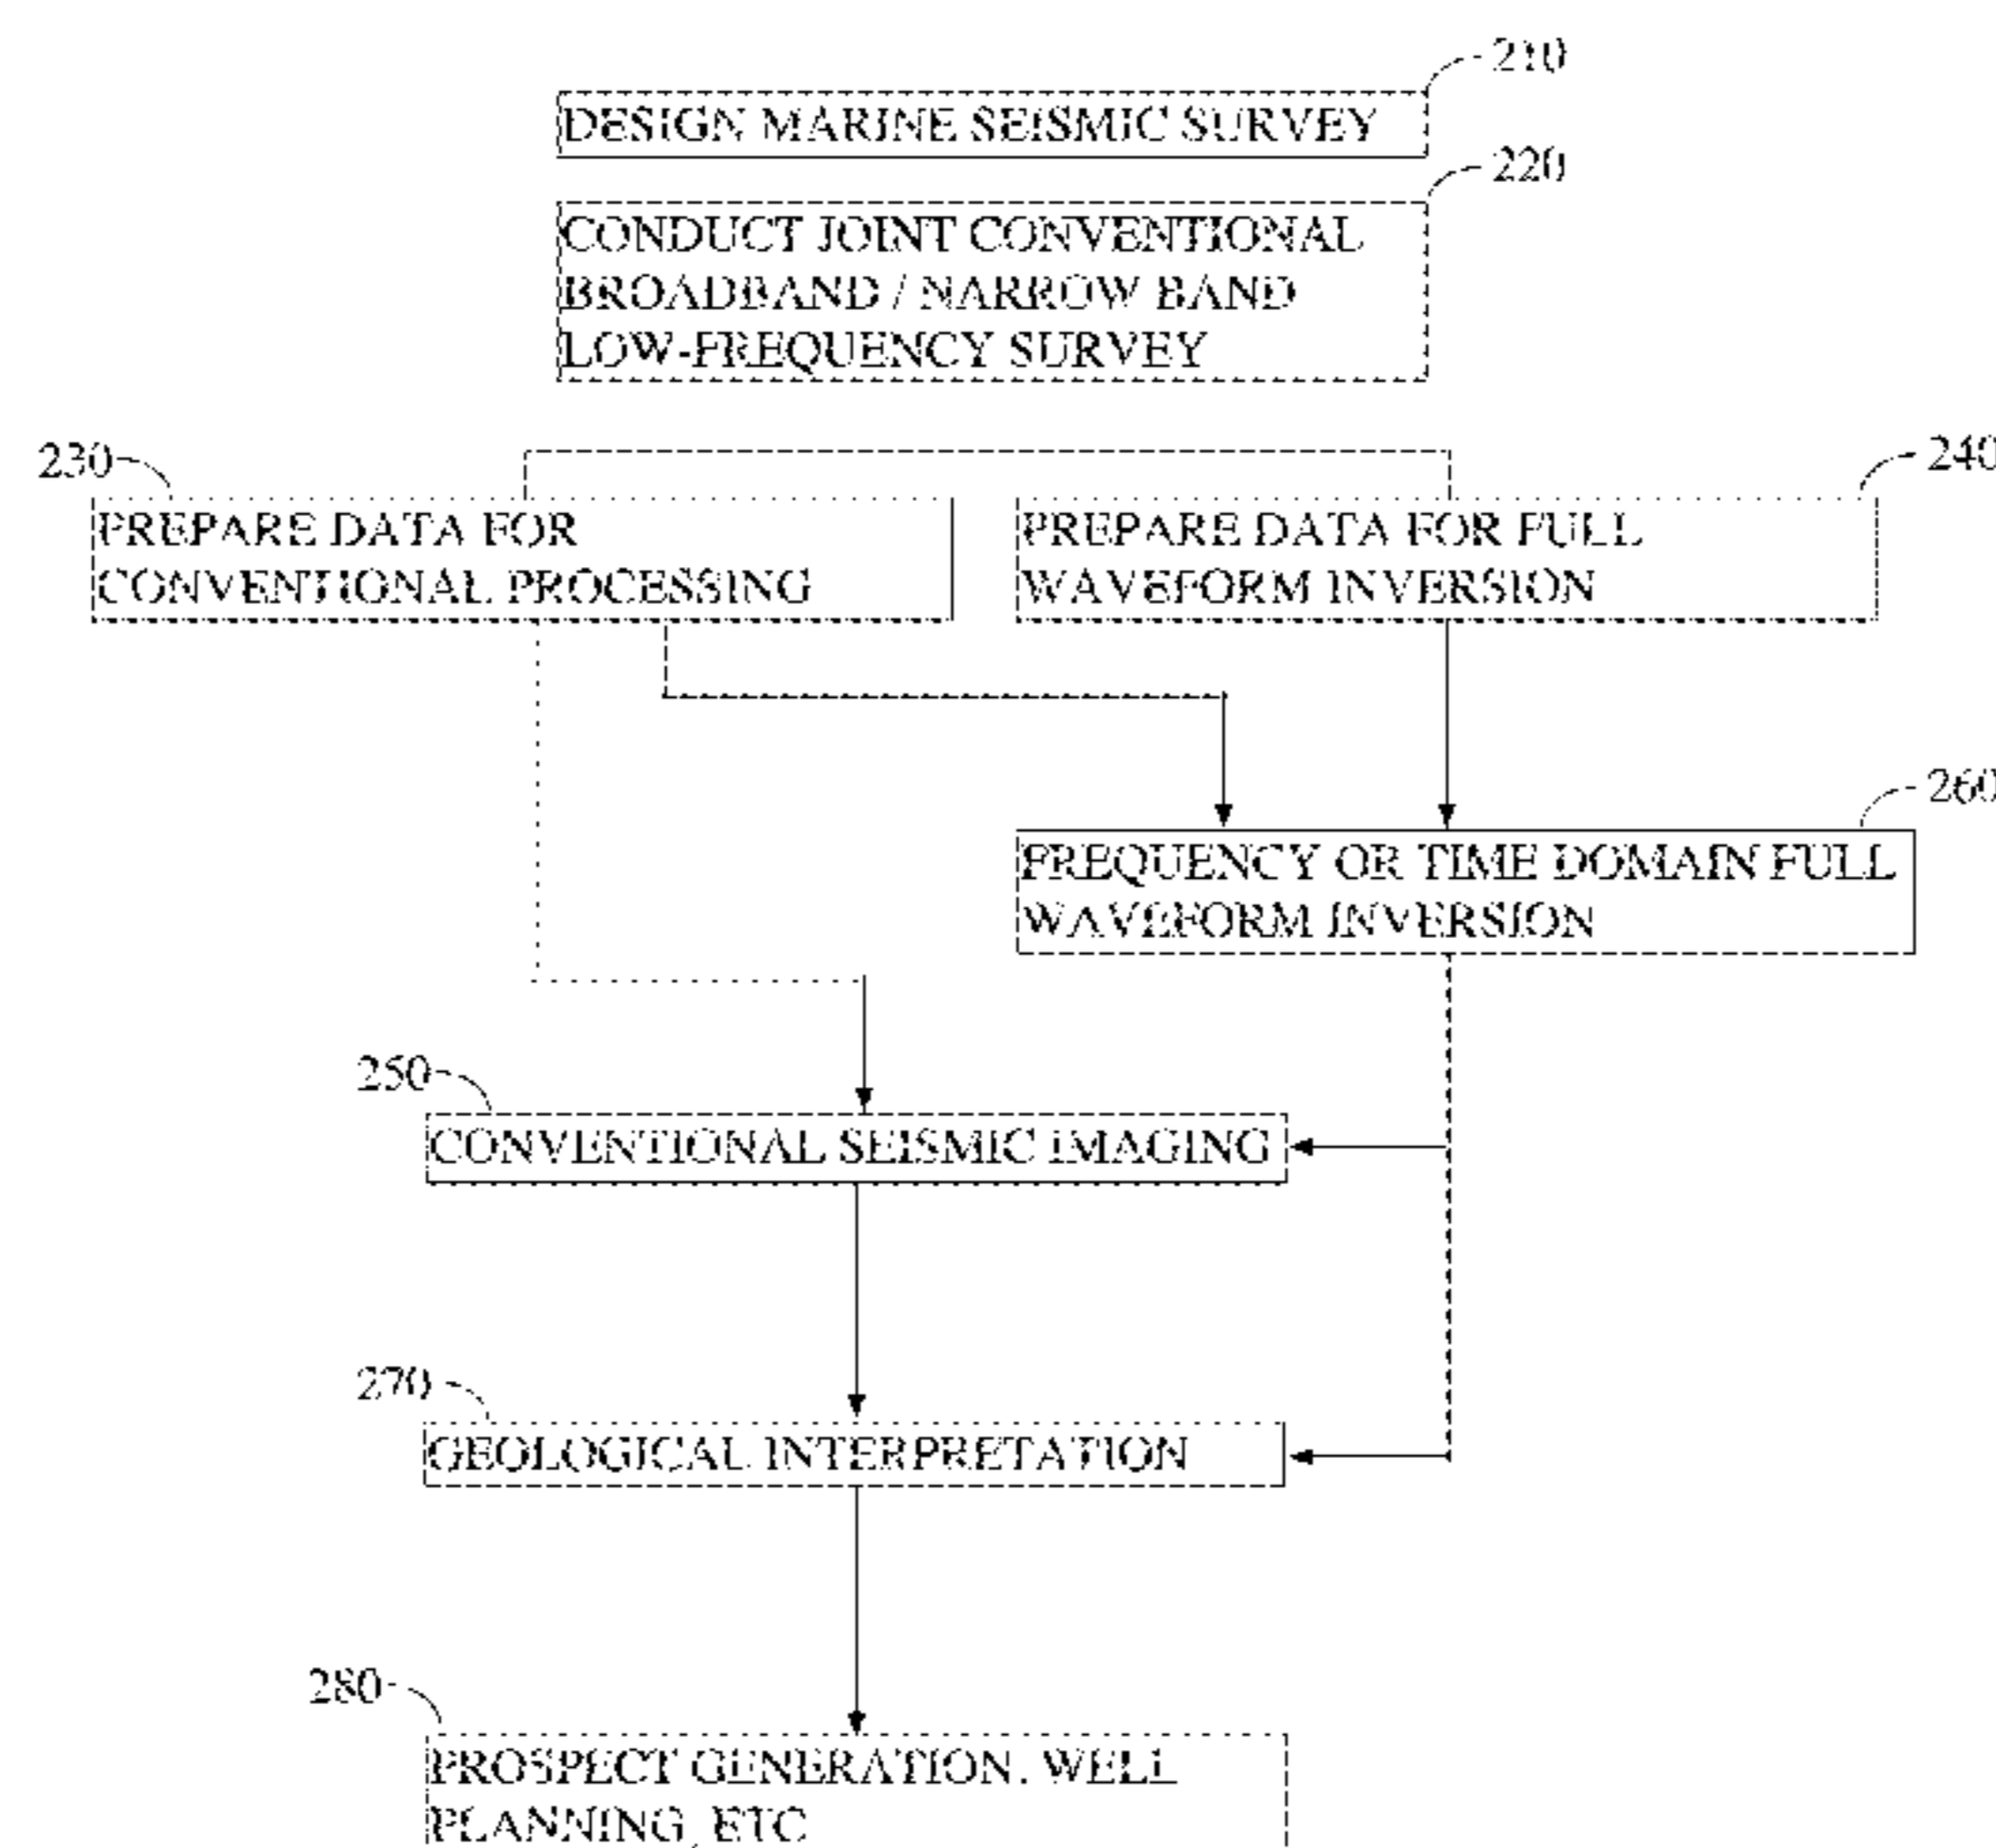 210
DESIGN MARINE SEISMIC SURVEY
220
CONDUCT JOINT CONVENTIONAL
BROADBAND / NARROW BAND
LOW-FREQUENCY SURVEY
230
PREPARE DATA FOR
CONVENTIONAL PROCESSING
240
PREPARE DATA FOR FULL
WAVEFORM INVERSION
260
FREQUENCY OR TIME DOMAIN FULL
WAVEFORM INVERSION
250
CONVENTIONAL SEISMIC IMAGING
270
GEOLOGICAL INTERPRETATION
280
PROSPECT GENERATION, WELL
PLANNING, ETC